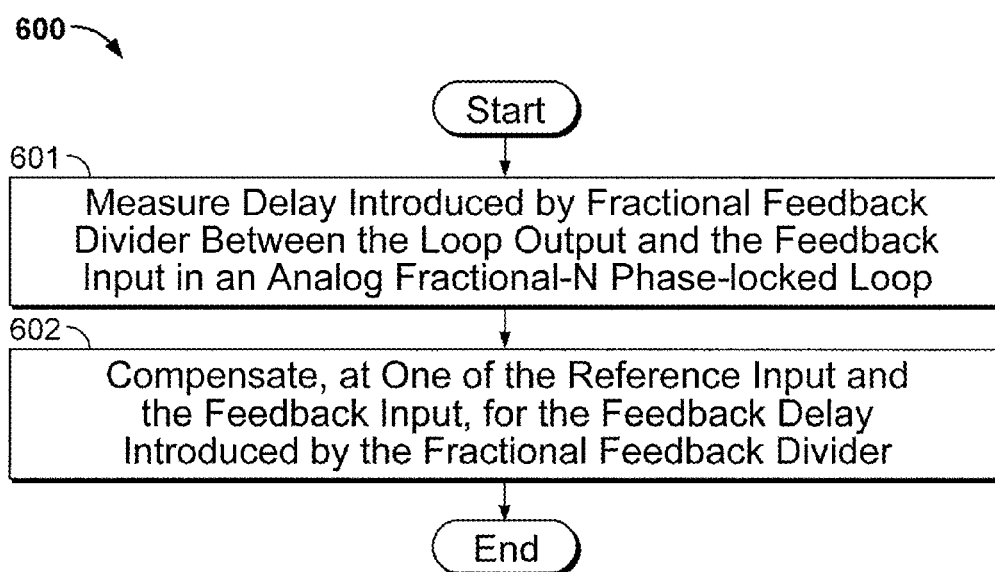 600
Start
601
Measure Delay Introduced by Fractional Feedback
Divider Between the Loop Output and the Feedback
Input in an Analog Fractional-N Phase-locked Loop
602
Compensate, at One of the Reference Input and
the Feedback Input, for the Feedback Delay
Introduced by the Fractional Feedback Divider
End